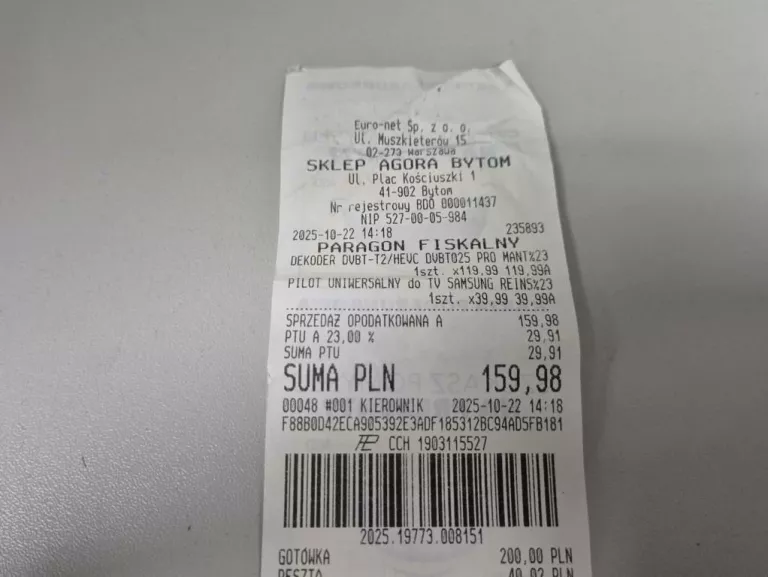 Euro-net Sp. z o. o.
Ul. Muszkieterów 15
02-273 Warszawa
SKLEP AGORA BYTOM
Ul. Plac Kościuszki 1
41-902 Bytom
Nr rejestrowy BDO 000011437
NIP 527-00-05-984
2025-10-22 14:18 235893
PARAGON FISKALNY
DEKODER DVBT-T2/HEVC DVBT025 PRO MANT%23
1szt. x119,99 119,99A
PILOT UNIWERSALNY do TV SAMSUNG REINS%23
1szt. x39,99 39,99A
SPRZEDAŻ OPODATKOWANA A 159,98
PTU A 23,00 % 29,91
SUMA PTU 29,91
SUMA PLN 159,98
00048 #001 KIEROWNIK 2025-10-22 14:18
F88B0D42ECA905392E3ADF185312BC94AD5FB181
CCH 1903115527
2025.19773.008151
GOTÓWKA 200,00 PLN
RESZTA 40,02 PLN